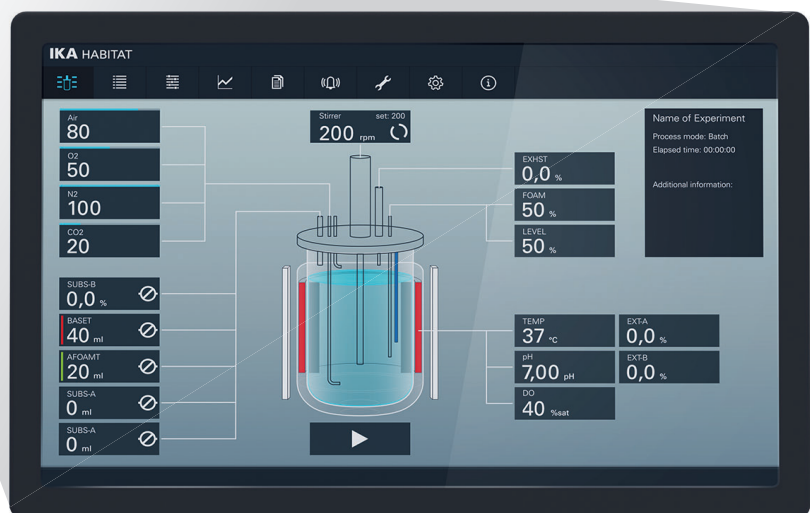 IKA HABITAT
Air
80
O2
50
N2
100
CO2
20
SUBS-B
0,0 %
BASET
40 ml
AFOAMT
20 ml
SUBS-A
0 ml
SUBS-A
0 ml
Stirrer set: 200
200 rpm
EXHST
0,0 %
FOAM
50 %
LEVEL
50 %
TEMP
37 °C
pH
7,00 pH
DO
40 %sat
EXT-A
0,0 %
EXT-B
0,0 %
Name of Experiment
Process mode: Batch
Elapsed time: 00:00:00
Additional information: